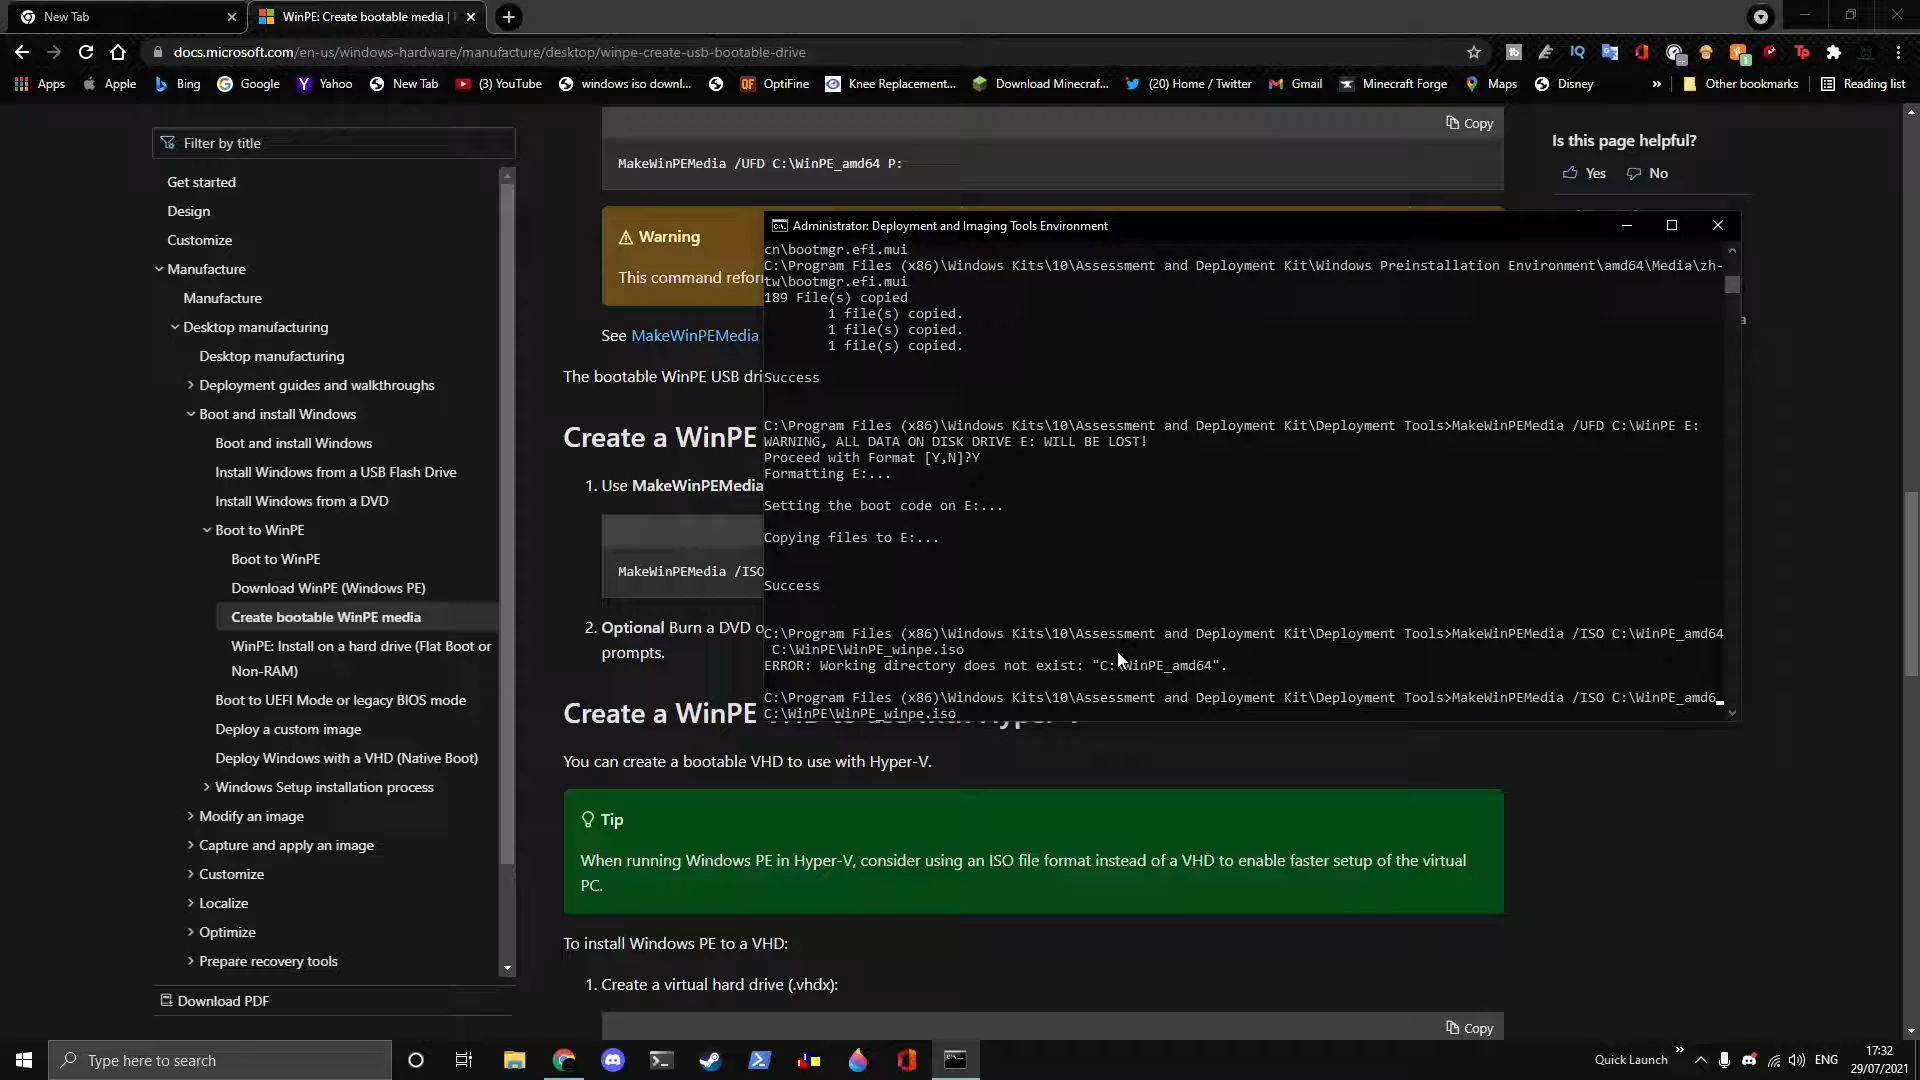 New Tab
WinPE: Create bootable media |
docs.microsoft.com/en-us/windows-hardware/manufacture/desktop/winpe-create-usb-bootable-drive
Apps
Apple
Bing
Google
Yahoo
New Tab
(3) YouTube
windows iso downl...
OptiFine
Knee Replacement...
Download Minecraf...
(20) Home / Twitter
Gmail
Minecraft Forge
Maps
Disney
Other bookmarks
Reading list
Filter by title
Get started
Design
Customize
Manufacture
Manufacture
Desktop manufacturing
Desktop manufacturing
Deployment guides and walkthroughs
Boot and install Windows
Boot and install Windows
Install Windows from a USB Flash Drive
Install Windows from a DVD
Boot to WinPE
Boot to WinPE
Download WinPE (Windows PE)
Create bootable WinPE media
WinPE: Install on a hard drive (Flat Boot or
Non-RAM)
Boot to UEFI Mode or legacy BIOS mode
Deploy a custom image
Deploy Windows with a VHD (Native Boot)
Windows Setup installation process
Modify an image
Capture and apply an image
Customize
Localize
Optimize
Prepare recovery tools
Download PDF
Copy
MakeWinPEMedia /UFD C:\WinPE_amd64 P:
Warning
This command refor
See MakeWinPEMedia
The bootable WinPE USB dri
Create a WinPE
1. Use MakeWinPEMedia
MakeWinPEMedia /ISO
2. Optional Burn a DVD o
prompts.
Create a WinPE
You can create a bootable VHD to use with Hyper-V.
Tip
When running Windows PE in Hyper-V, consider using an ISO file format instead of a VHD to enable faster setup of the virtual
PC.
To install Windows PE to a VHD:
1. Create a virtual hard drive (.vhdx):
Copy
Is this page helpful?
Yes
No
Administrator: Deployment and Imaging Tools Environment
cn\bootmgr.efi.mui
C:\Program Files (x86)\Windows Kits\10\Assessment and Deployment Kit\Windows Preinstallation Environment\amd64\Media\zh-
tw\bootmgr.efi.mui
189 File(s) copied
1 file(s) copied.
1 file(s) copied.
1 file(s) copied.
Success
C:\Program Files (x86)\Windows Kits\10\Assessment and Deployment Kit\Deployment Tools>MakeWinPEMedia /UFD C:\WinPE E:
WARNING, ALL DATA ON DISK DRIVE E: WILL BE LOST!
Proceed with Format [Y,N]?Y
Formatting E:...
Setting the boot code on E:...
Copying files to E:...
Success
C:\Program Files (x86)\Windows Kits\10\Assessment and Deployment Kit\Deployment Tools>MakeWinPEMedia /ISO C:\WinPE_amd64
C:\WinPE\WinPE_winpe.iso
ERROR: Working directory does not exist: "C:\WinPE_amd64".
C:\Program Files (x86)\Windows Kits\10\Assessment and Deployment Kit\Deployment Tools>MakeWinPEMedia /ISO C:\WinPE_amd6_
C:\WinPE\WinPE_winpe.iso
Type here to search
Quick Launch
ENG
17:32
29/07/2021